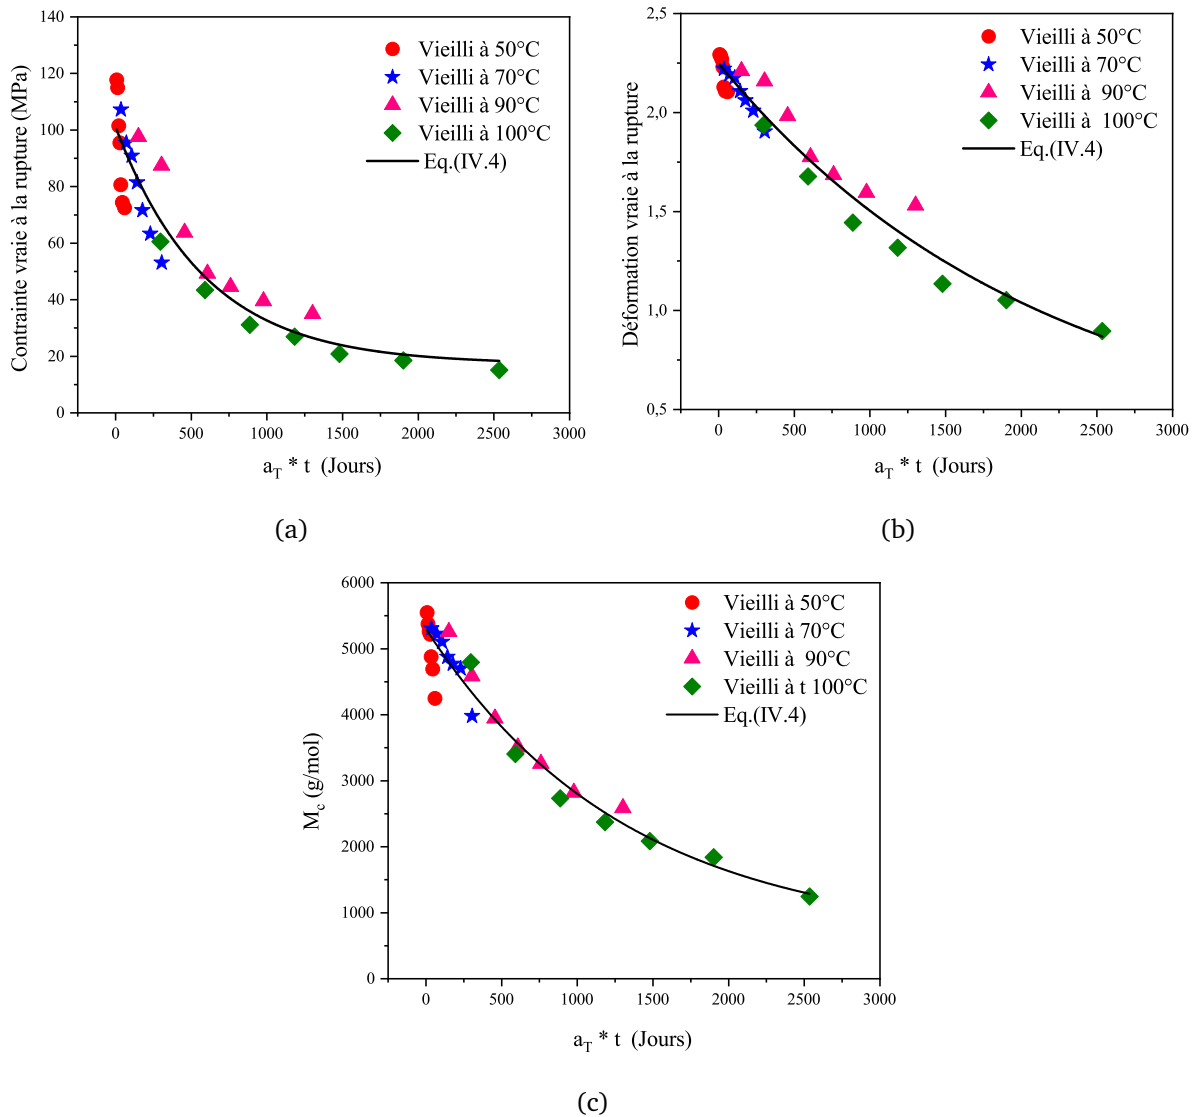 Vieilli à 50°C
Vieilli à 70°C
Vieilli à 90°C
Vieilli à 100°C
Eq.(IV.4)
Contrainte vraie à la rupture (MPa)
140
120
100
80
60
40
20
0
0 500 1000 1500 2000 2500 3000
a_T * t (Jours)
(a)
Vieilli à 50°C
Vieilli à 70°C
Vieilli à 90°C
Vieilli à 100°C
Eq.(IV.4)
Déformation vraie à la rupture
2,5
2,0
1,5
1,0
0,5
0 500 1000 1500 2000 2500 3000
a_T * t (Jours)
(b)
Vieilli à 50°C
Vieilli à 70°C
Vieilli à 90°C
Vieilli à t 100°C
Eq.(IV.4)
M_c (g/mol)
6000
5000
4000
3000
2000
1000
0
0 500 1000 1500 2000 2500 3000
a_T * t (Jours)
(c)